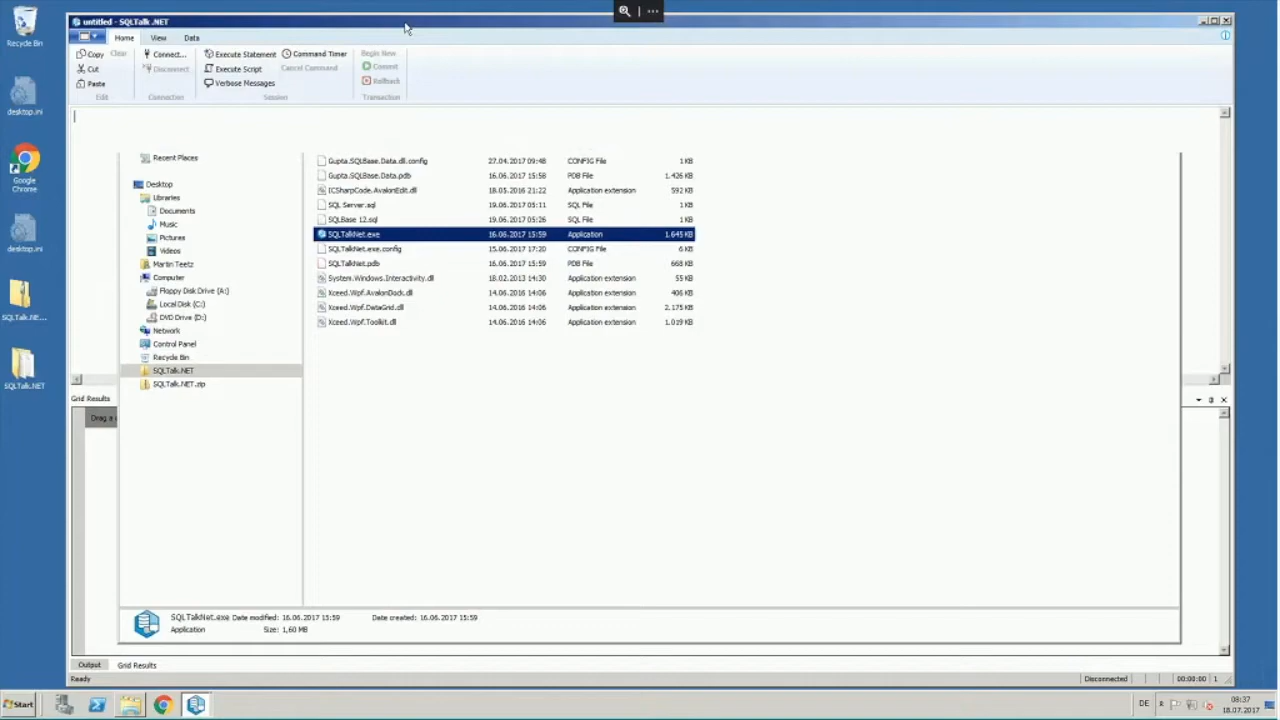 Recycle Bin
desktop.ini
Google
Chrome
desktop.ini
SQLTalk.NE...
SQLTalk.NET
untitled - SQLTalk .NET
Home View Data
Copy Clear
Cut
Paste
Edit
Connect...
Disconnect
Connection
Execute Statement
Execute Script
Verbose Messages
Command Timer
Cancel Command
Session
Begin New
Commit
Rollback
Transaction
Recent Places
Desktop
Libraries
Documents
Music
Pictures
Videos
Martin Teetz
Computer
Floppy Disk Drive (A:)
Local Disk (C:)
DVD Drive (D:)
Network
Control Panel
Recycle Bin
SQLTalk.NET
SQLTalk.NET.zip
Gupta.SQLBase.Data.dll.config 27.04.2017 09:48 CONFIG File 1 KB
Gupta.SQLBase.Data.pdb 16.06.2017 15:58 PDB File 1.426 KB
ICSharpCode.AvalonEdit.dll 18.05.2016 21:22 Application extension 592 KB
SQL Server.sql 19.06.2017 05:11 SQL File 1 KB
SQLBase 12.sql 19.06.2017 05:26 SQL File 1 KB
SQLTalkNet.exe 16.06.2017 15:59 Application 1.645 KB
SQLTalkNet.exe.config 15.06.2017 17:20 CONFIG File 6 KB
SQLTalkNet.pdb 16.06.2017 15:59 PDB File 668 KB
System.Windows.Interactivity.dll 18.02.2013 14:30 Application extension 55 KB
Xceed.Wpf.AvalonDock.dll 14.06.2016 14:06 Application extension 406 KB
Xceed.Wpf.DataGrid.dll 14.06.2016 14:06 Application extension 2.175 KB
Xceed.Wpf.Toolkit.dll 14.06.2016 14:06 Application extension 1.019 KB
Grid Results
Drag a
SQLTalkNet.exe Date modified: 16.06.2017 15:59 Date created: 16.06.2017 15:59
Application Size: 1,60 MB
Output Grid Results
Ready Disconnected 00:00:00 1
Start DE 08:37
18.07.2017